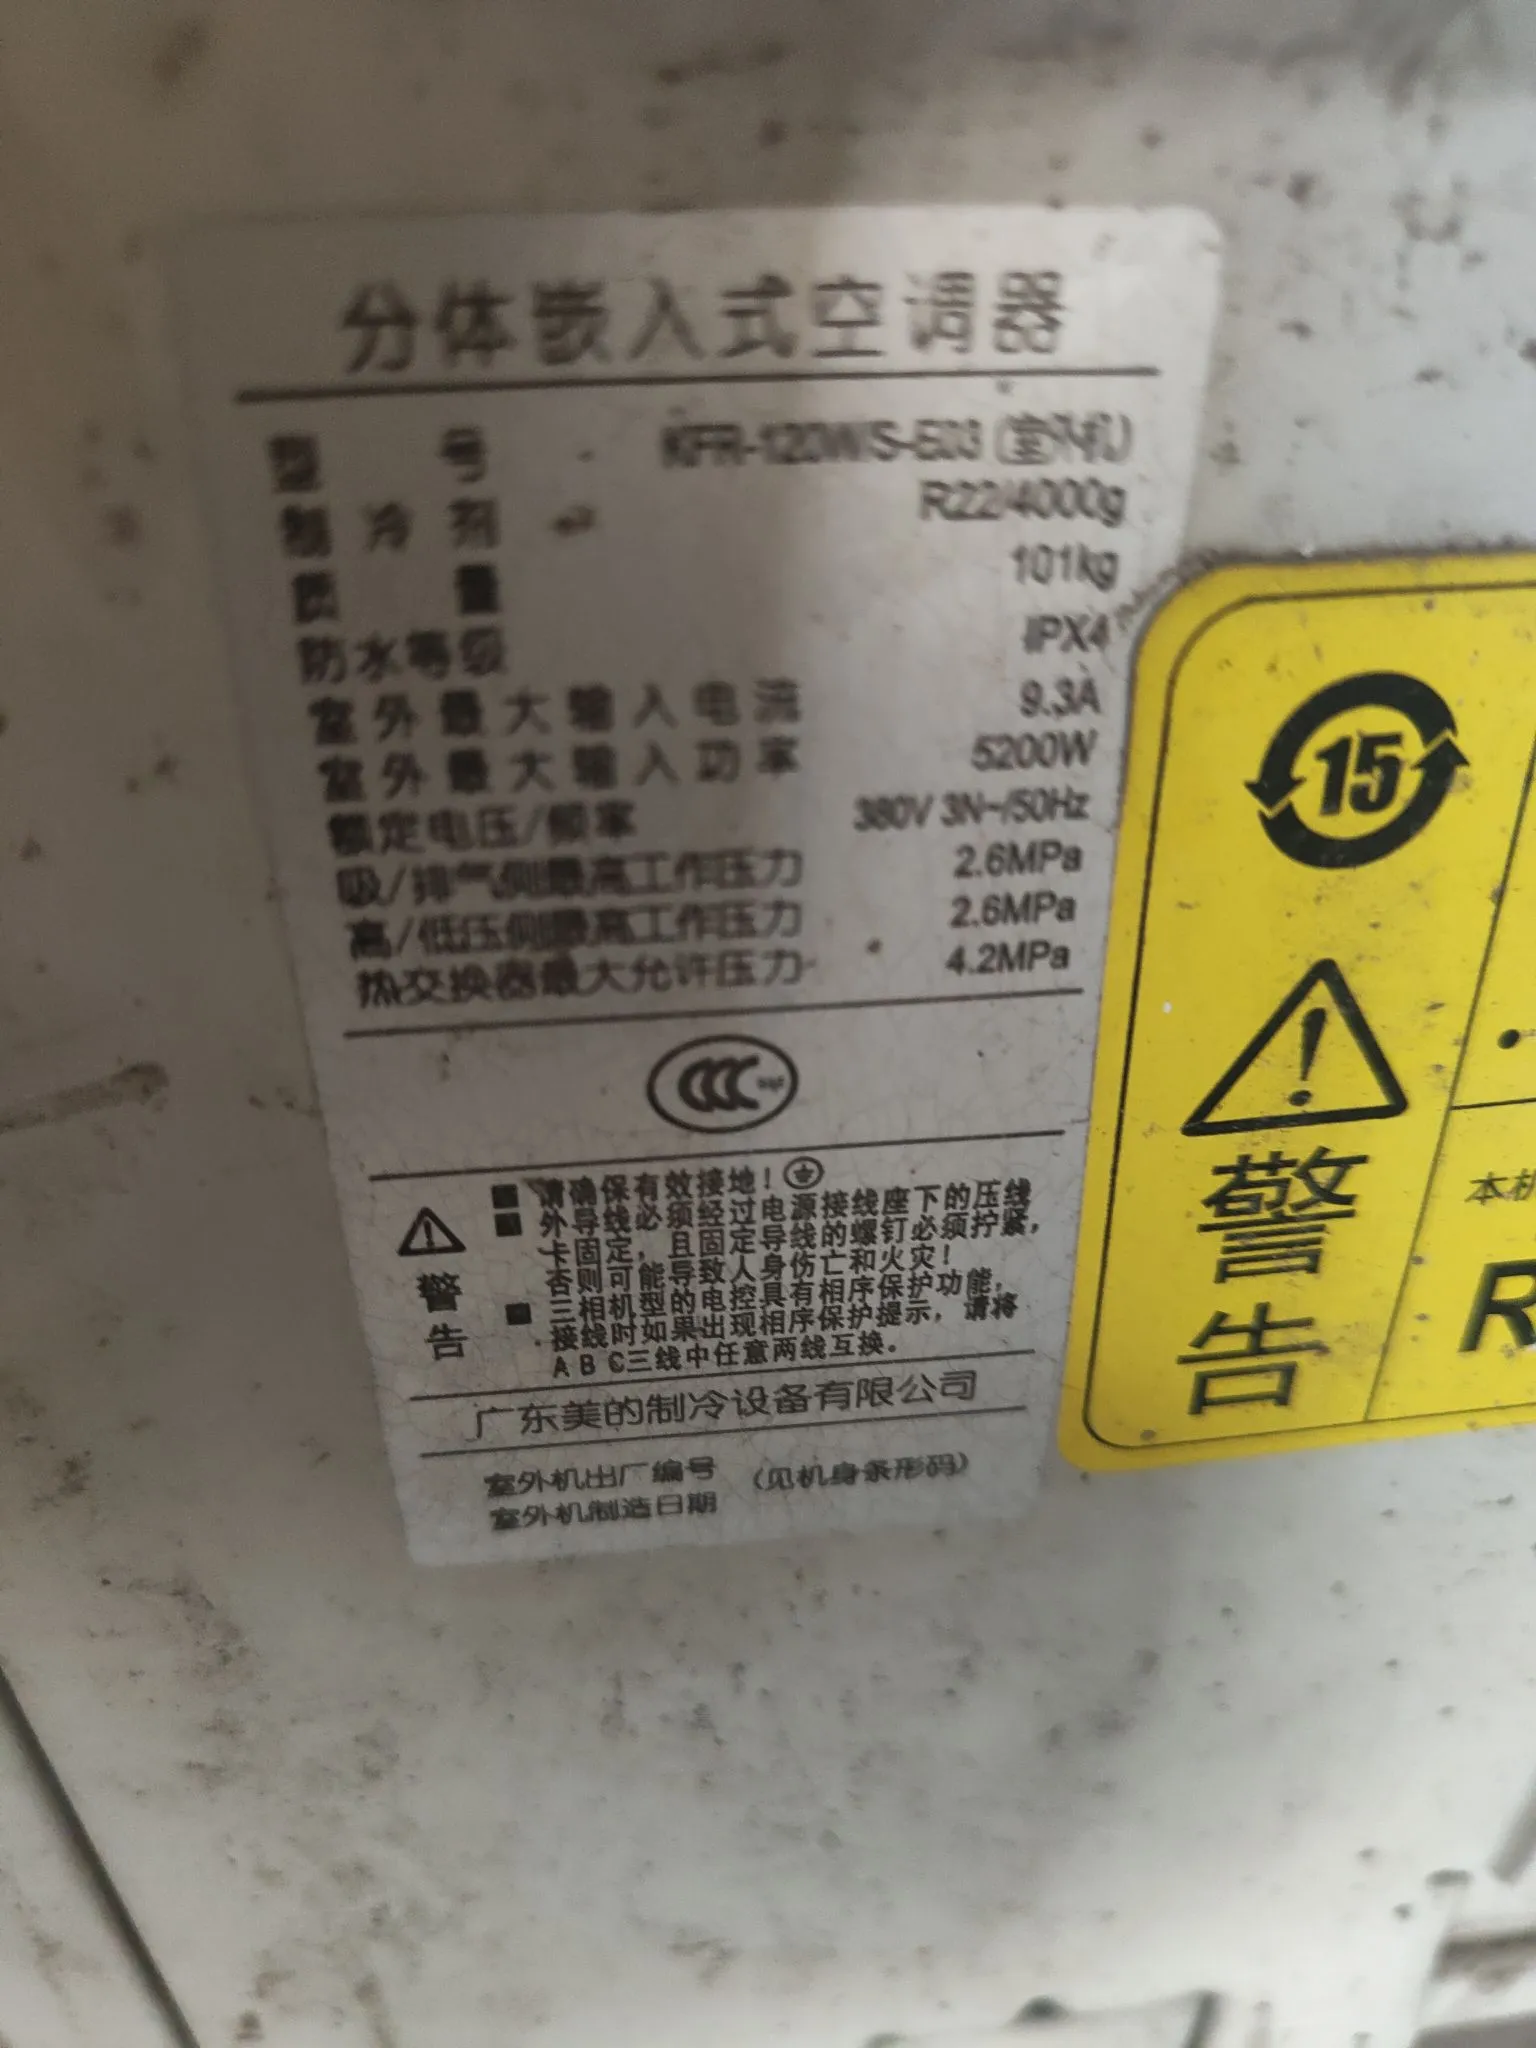 分体嵌入式空调器
型号 KFR-120W/S-E03(室外机)
制冷剂 R22/4000g
质量 101kg
防水等级 IPX4
室外最大输入电流 9.3A
室外最大输入功率 5200W
额定电压/频率 380V 3N~/50Hz
吸/排气侧最高工作压力 2.6MPa
高/低压侧最高工作压力 2.6MPa
热交换器最大允许压力 4.2MPa
CCC
警告
■ 请确保有效接地!
■ 外导线必须经过电源接线座下的压线
卡固定,且固定导线的螺钉必须拧紧,
否则可能导致人身伤亡和火灾!
■ 三相机型的电控具有相序保护功能,
接线时如果出现相序保护提示,请将
A B C三线中任意两线互换。
广东美的制冷设备有限公司
室外机出厂编号 (见机身条形码)
室外机制造日期
15
警
告
本机
R